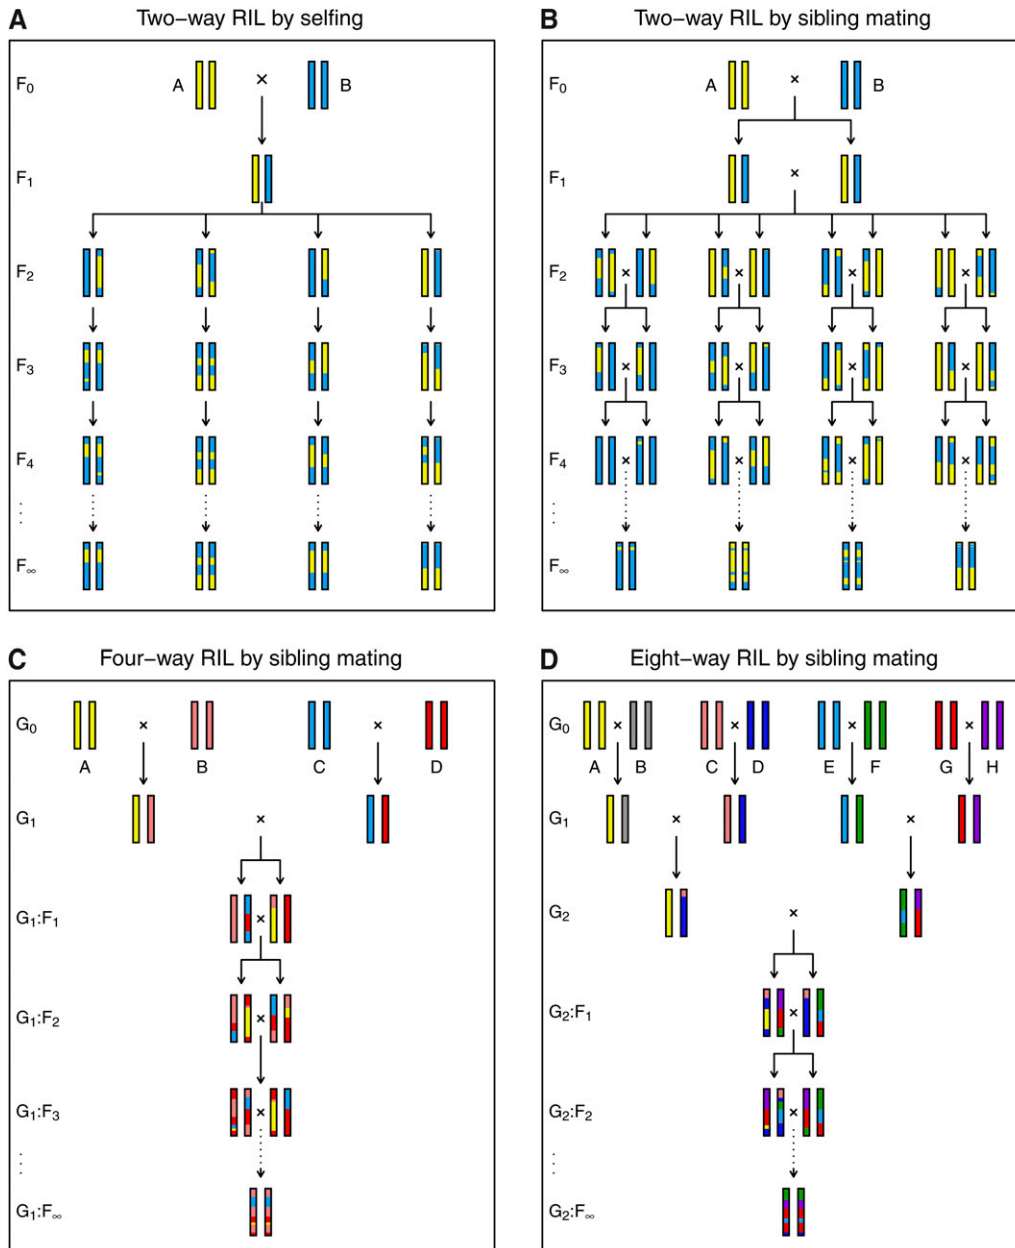 A Two−way RIL by selfing
F₀ A × B
F₁
F₂
F₃
F₄
⋮
F∞
B Two−way RIL by sibling mating
F₀ A × B
F₁ ×
F₂ × × × ×
F₃ × × × ×
F₄ × × × ×
⋮
F∞
C Four−way RIL by sibling mating
G₀ × ×
A B C D
G₁ ×
G₁:F₁ ×
G₁:F₂ ×
G₁:F₃ ×
⋮
G₁:F∞
D Eight−way RIL by sibling mating
G₀ × × × ×
A B C D E F G H
G₁ × ×
G₂ ×
G₂:F₁ ×
G₂:F₂ ×
⋮
G₂:F∞